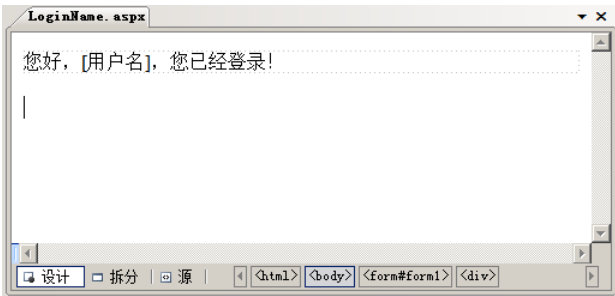 LoginName.aspx
您好，[用户名]，您已经登录！
设计 拆分 源 <html> <body> <form#form1> <div>